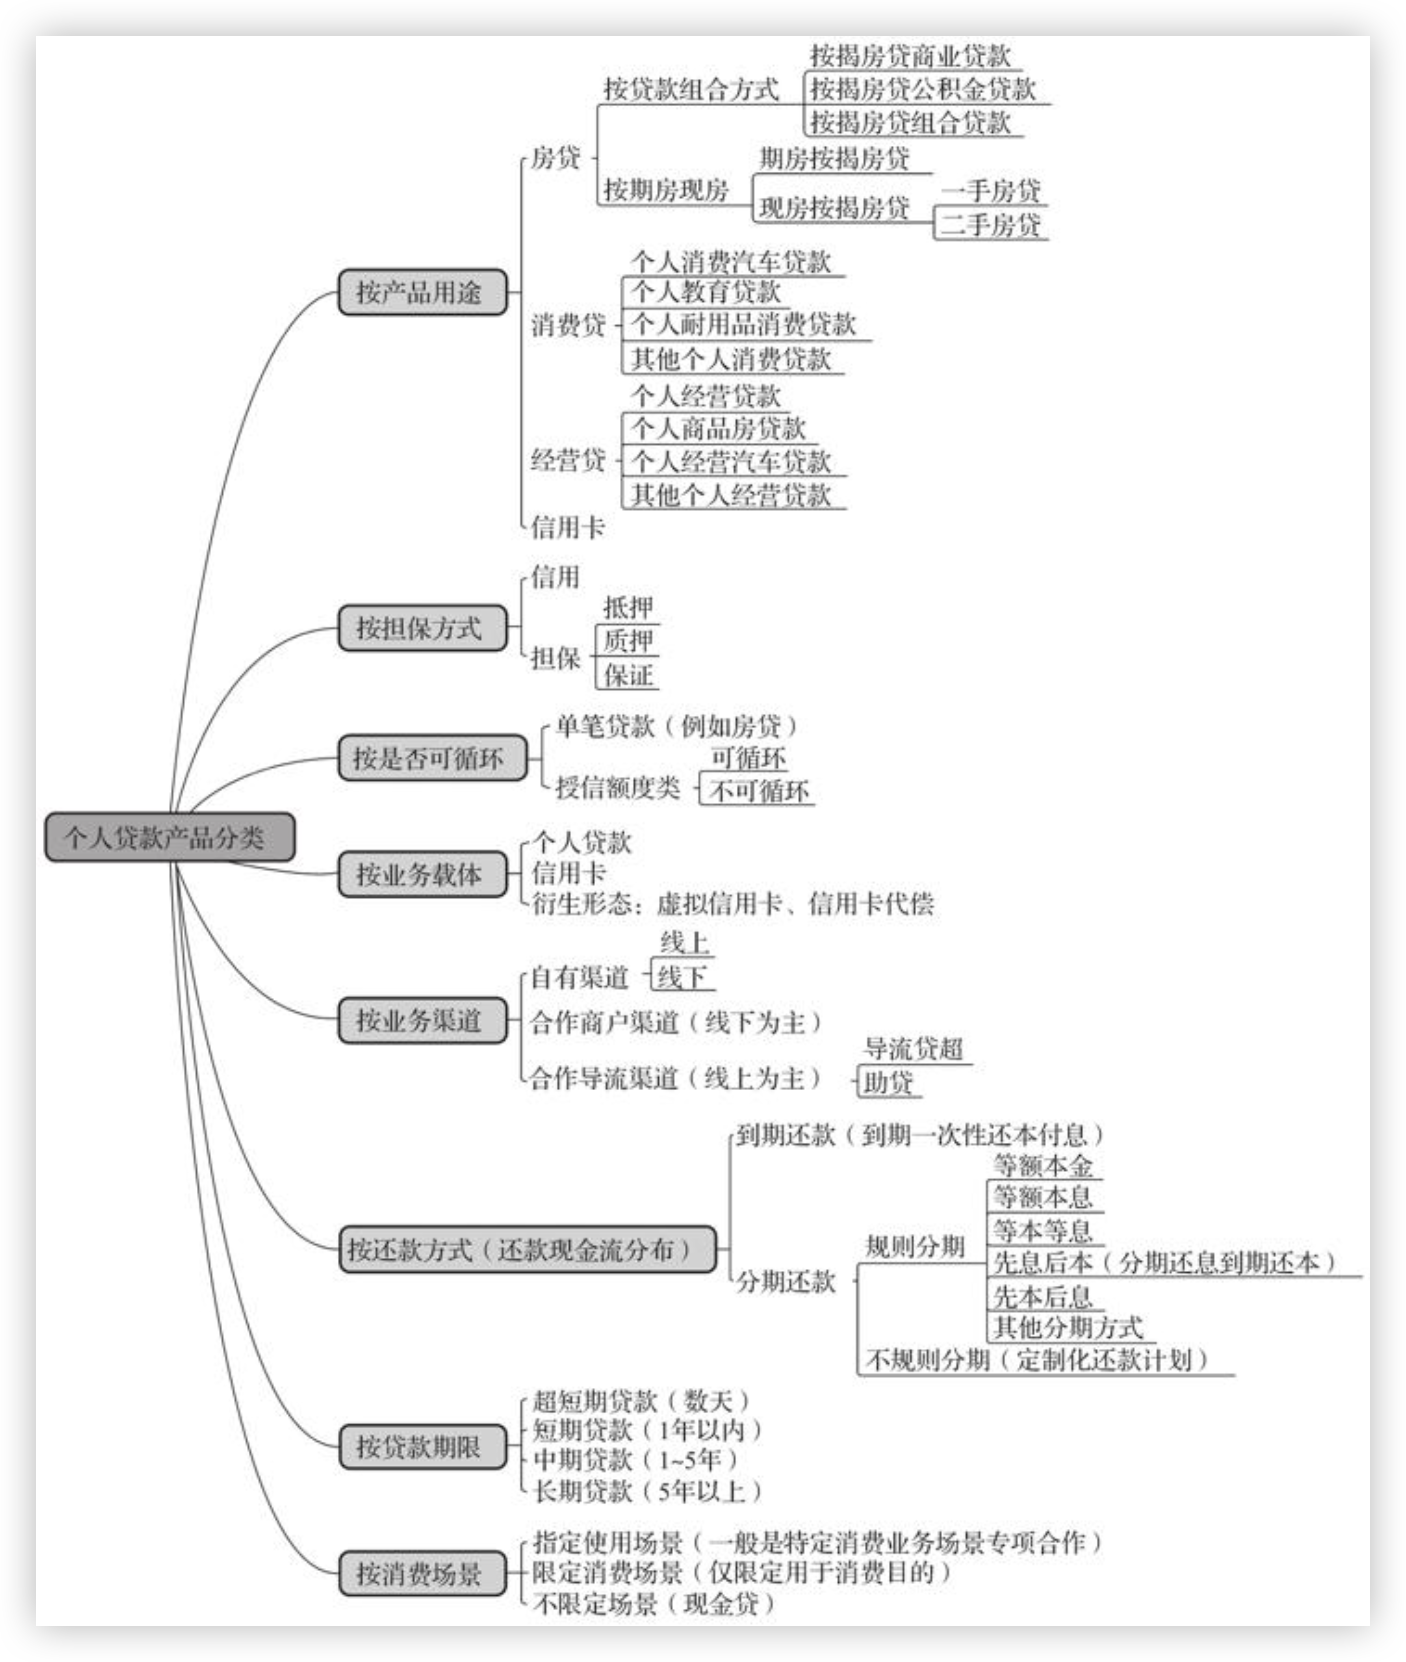 个人贷款产品分类
按产品用途
房贷
按贷款组合方式
按揭房贷商业贷款
按揭房贷公积金贷款
按揭房贷组合贷款
按期房现房
期房按揭房贷
现房按揭房贷
一手房贷
二手房贷
消费贷
个人消费汽车贷款
个人教育贷款
个人耐用品消费贷款
其他个人消费贷款
经营贷
个人经营贷款
个人商品房贷款
个人经营汽车贷款
其他个人经营贷款
信用卡
按担保方式
信用
担保
抵押
质押
保证
按是否可循环
单笔贷款（例如房贷）
授信额度类
可循环
不可循环
按业务载体
个人贷款
信用卡
衍生形态：虚拟信用卡、信用卡代偿
按业务渠道
自有渠道
线上
线下
合作商户渠道（线下为主）
合作导流渠道（线上为主）
导流贷超
助贷
按还款方式（还款现金流分布）
到期还款（到期一次性还本付息）
分期还款
规则分期
等额本金
等额本息
等本等息
先息后本（分期还息到期还本）
先本后息
其他分期方式
不规则分期（定制化还款计划）
按贷款期限
超短期贷款（数天）
短期贷款（1年以内）
中期贷款（1~5年）
长期贷款（5年以上）
按消费场景
指定使用场景（一般是特定消费业务场景专项合作）
限定消费场景（仅限定用于消费目的）
不限定场景（现金贷）